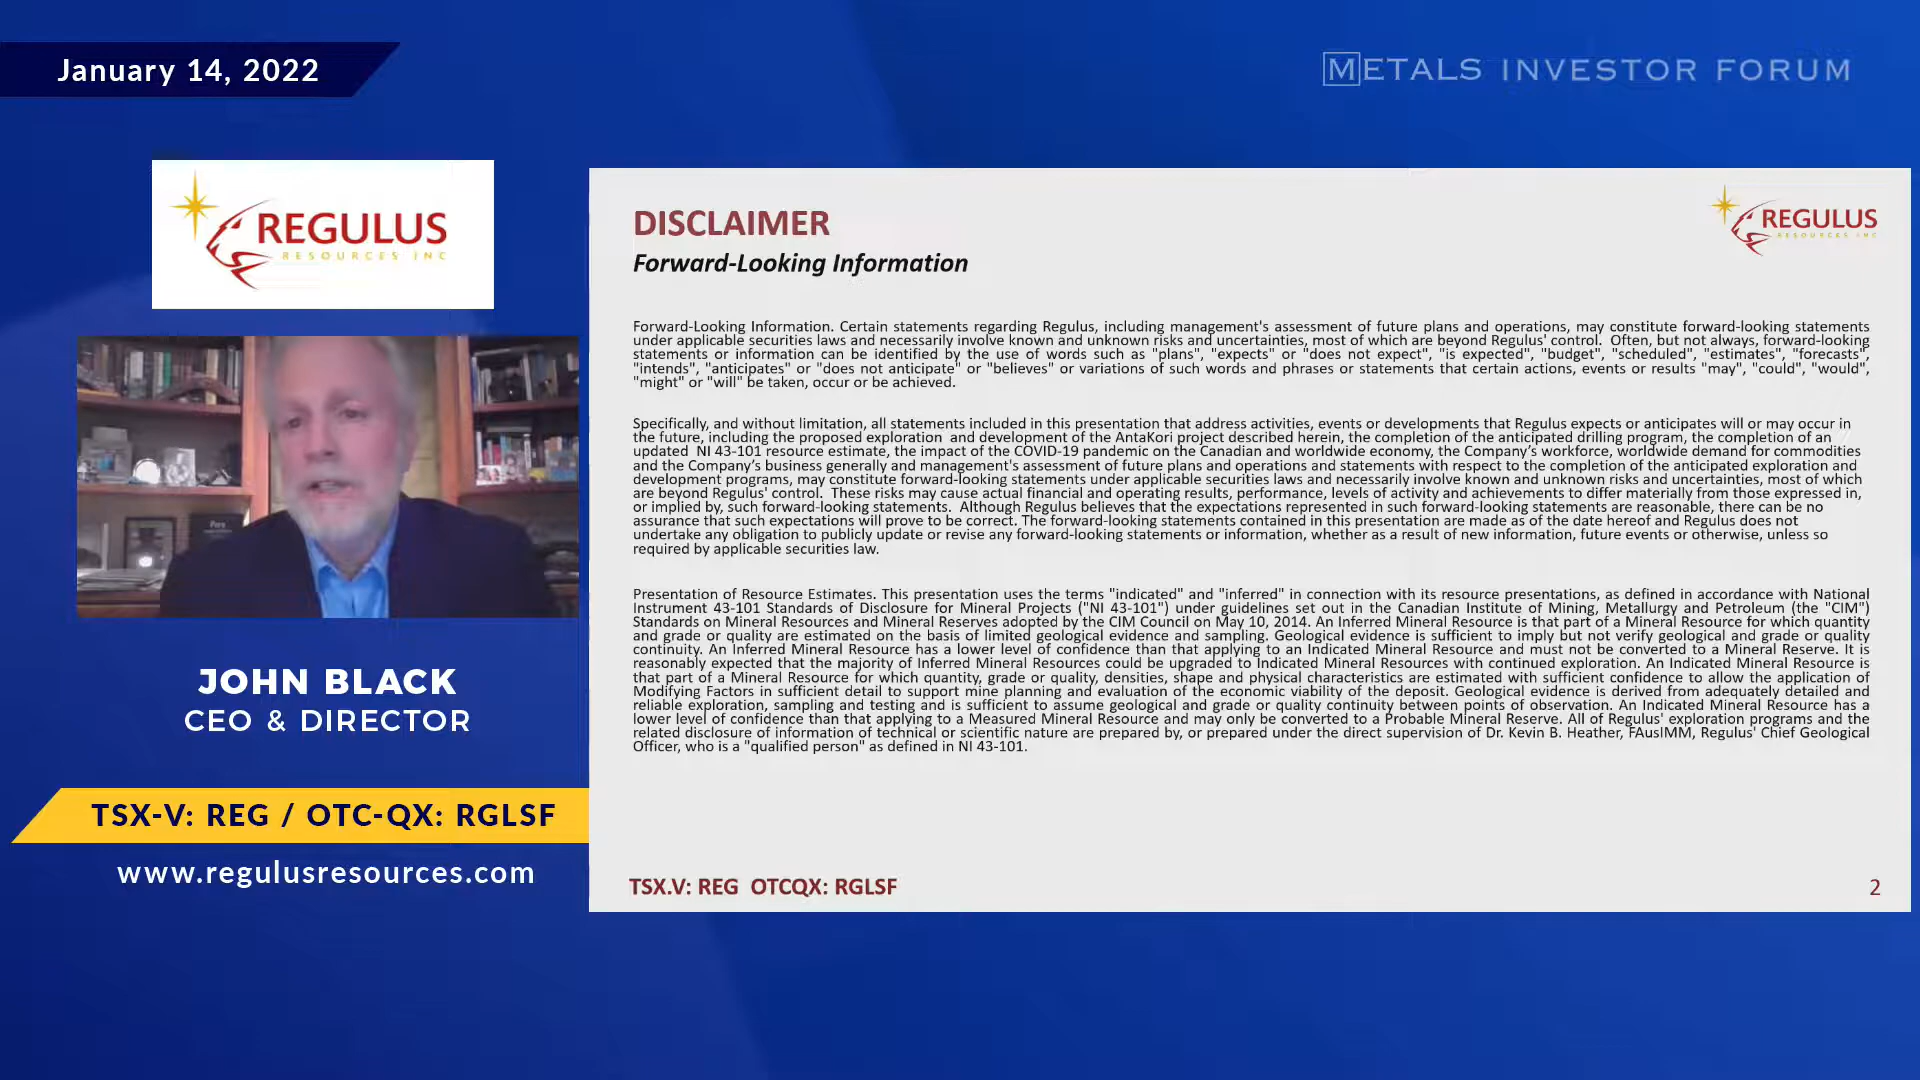 January 14, 2022
METALS INVESTOR FORUM
REGULUS
RESOURCES INC
JOHN BLACK
CEO & DIRECTOR
TSX-V: REG / OTC-QX: RGLSF
www.regulusresources.com
DISCLAIMER
Forward-Looking Information
REGULUS
RESOURCES INC
Forward-Looking Information. Certain statements regarding Regulus, including management's assessment of future plans and operations, may constitute forward-looking statements
under applicable securities laws and necessarily involve known and unknown risks and uncertainties, most of which are beyond Regulus' control.  Often, but not always, forward-looking
statements or information can be identified by the use of words such as "plans", "expects" or "does not expect", "is expected", "budget", "scheduled", "estimates", "forecasts",
"intends", "anticipates" or "does not anticipate" or "believes" or variations of such words and phrases or statements that certain actions, events or results "may", "could", "would",
"might" or "will" be taken, occur or be achieved.
Specifically, and without limitation, all statements included in this presentation that address activities, events or developments that Regulus expects or anticipates will or may occur in
the future, including the proposed exploration  and development of the AntaKori project described herein, the completion of the anticipated drilling program, the completion of an
updated  NI 43-101 resource estimate, the impact of the COVID-19 pandemic on the Canadian and worldwide economy, the Company's workforce, worldwide demand for commodities
and the Company's business generally and management's assessment of future plans and operations and statements with respect to the completion of the anticipated exploration and
development programs, may constitute forward-looking statements under applicable securities laws and necessarily involve known and unknown risks and uncertainties, most of which
are beyond Regulus' control.  These risks may cause actual financial and operating results, performance, levels of activity and achievements to differ materially from those expressed in,
or implied by, such forward-looking statements.  Although Regulus believes that the expectations represented in such forward-looking statements are reasonable, there can be no
assurance that such expectations will prove to be correct. The forward-looking statements contained in this presentation are made as of the date hereof and Regulus does not
undertake any obligation to publicly update or revise any forward-looking statements or information, whether as a result of new information, future events or otherwise, unless so
required by applicable securities law.
Presentation of Resource Estimates. This presentation uses the terms "indicated" and "inferred" in connection with its resource presentations, as defined in accordance with National
Instrument 43-101 Standards of Disclosure for Mineral Projects ("NI 43-101") under guidelines set out in the Canadian Institute of Mining, Metallurgy and Petroleum (the "CIM")
Standards on Mineral Resources and Mineral Reserves adopted by the CIM Council on May 10, 2014. An Inferred Mineral Resource is that part of a Mineral Resource for which quantity
and grade or quality are estimated on the basis of limited geological evidence and sampling. Geological evidence is sufficient to imply but not verify geological and grade or quality
continuity. An Inferred Mineral Resource has a lower level of confidence than that applying to an Indicated Mineral Resource and must not be converted to a Mineral Reserve. It is
reasonably expected that the majority of Inferred Mineral Resources could be upgraded to Indicated Mineral Resources with continued exploration. An Indicated Mineral Resource is
that part of a Mineral Resource for which quantity, grade or quality, densities, shape and physical characteristics are estimated with sufficient confidence to allow the application of
Modifying Factors in sufficient detail to support mine planning and evaluation of the economic viability of the deposit. Geological evidence is derived from adequately detailed and
reliable exploration, sampling and testing and is sufficient to assume geological and grade or quality continuity between points of observation. An Indicated Mineral Resource has a
lower level of confidence than that applying to a Measured Mineral Resource and may only be converted to a Probable Mineral Reserve. All of Regulus' exploration programs and the
related disclosure of information of technical or scientific nature are prepared by, or prepared under the direct supervision of Dr. Kevin B. Heather, FAusIMM, Regulus' Chief Geological
Officer, who is a "qualified person" as defined in NI 43-101.
TSX.V: REG  OTCQX: RGLSF
2